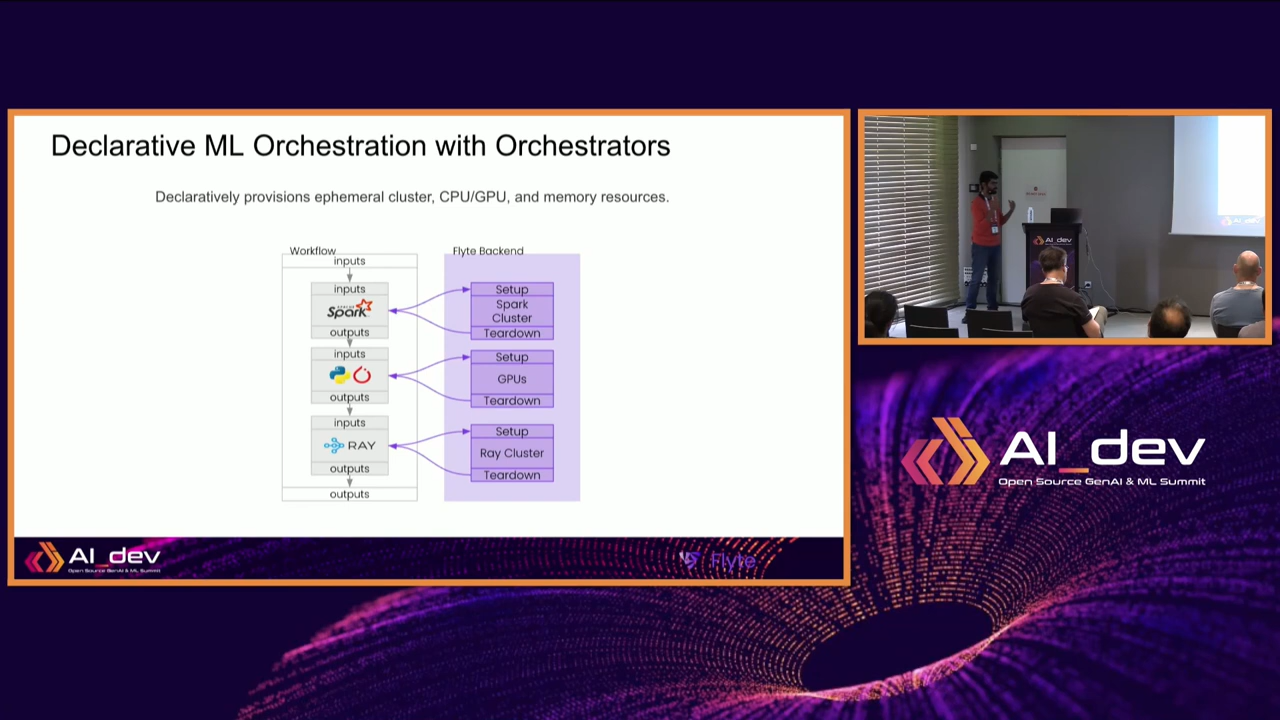 Declarative ML Orchestration with Orchestrators
Declaratively provisions ephemeral cluster, CPU/GPU, and memory resources.
Workflow
inputs
inputs
APACHE
Spark
outputs
inputs
outputs
inputs
RAY
outputs
outputs
Flyte Backend
Setup
Spark
Cluster
Teardown
Setup
GPUs
Teardown
Setup
Ray Cluster
Teardown
AI_dev
Open Source GenAI & ML Summit
Flyte
AI_dev
AI_dev
Open Source GenAI & ML Summit